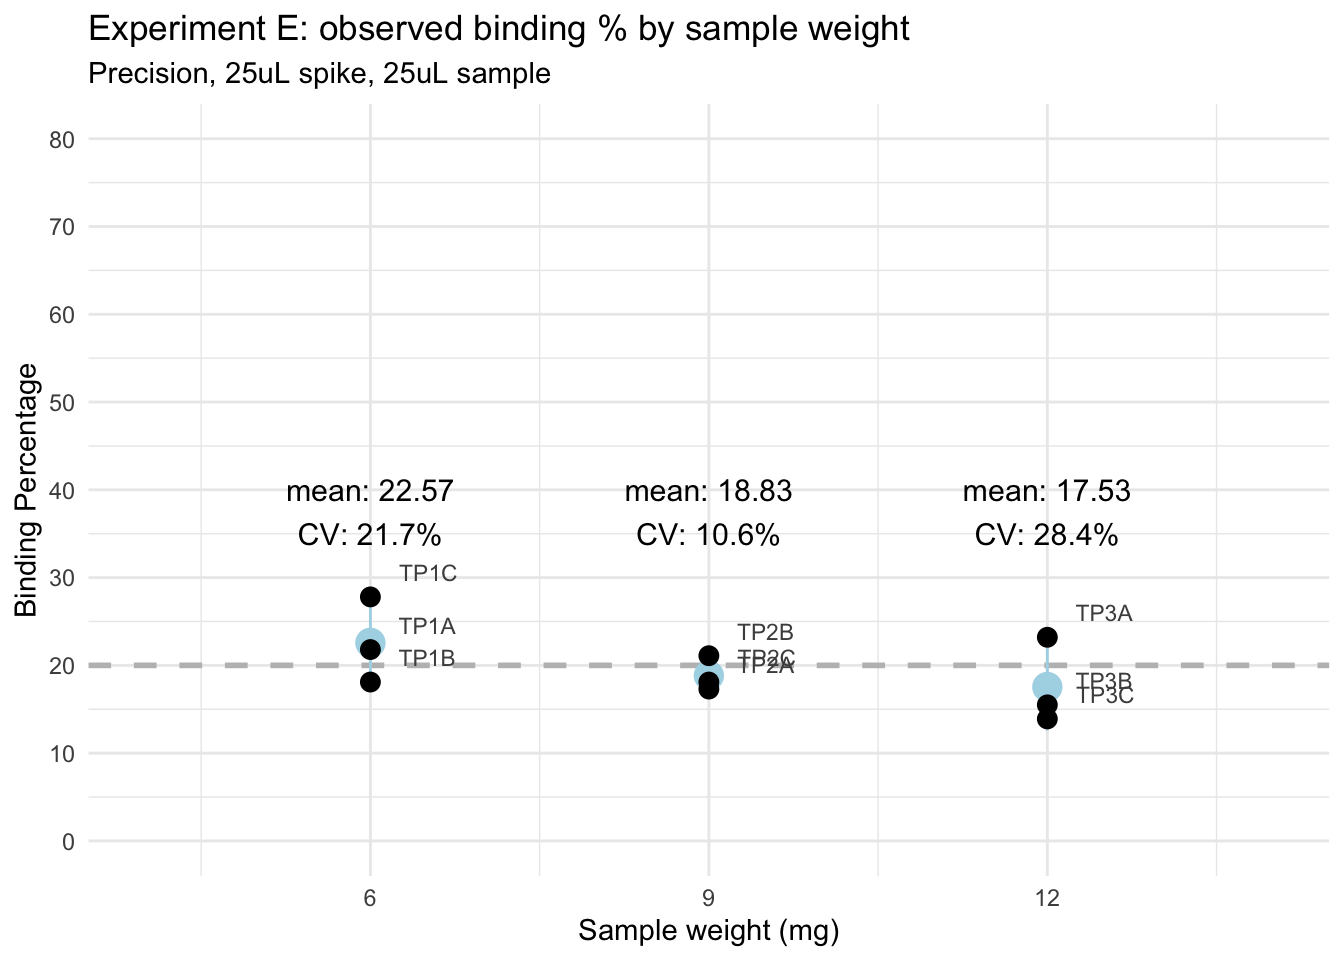 Experiment E: observed binding % by sample weight
Precision, 25uL spike, 25uL sample
Binding Percentage
80
70
60
50
40
30
20
10
0
mean: 22.57
CV: 21.7%
mean: 18.83
CV: 10.6%
mean: 17.53
CV: 28.4%
TP1C
TP1A
TP1B
TP2B
TP2C
TP2A
TP3A
TP3B
TP3C
6
9
12
Sample weight (mg)